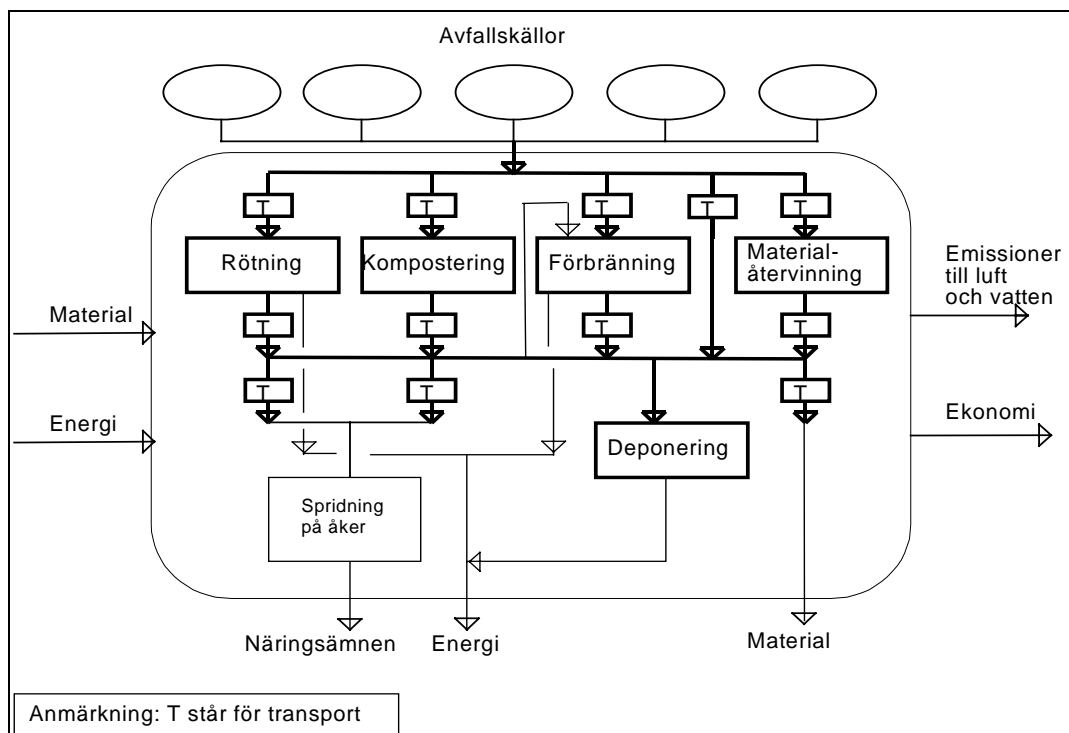 Avfallskällor
T
T
T
T
T
Rötning
Kompostering
Förbränning
Material-
återvinning
Emissioner
till luft
och vatten
Material
T
T
T
T
T
T
T
Energi
Ekonomi
Deponering
Spridning
på åker
Näringsämnen
Energi
Material
Anmärkning: T står för transport